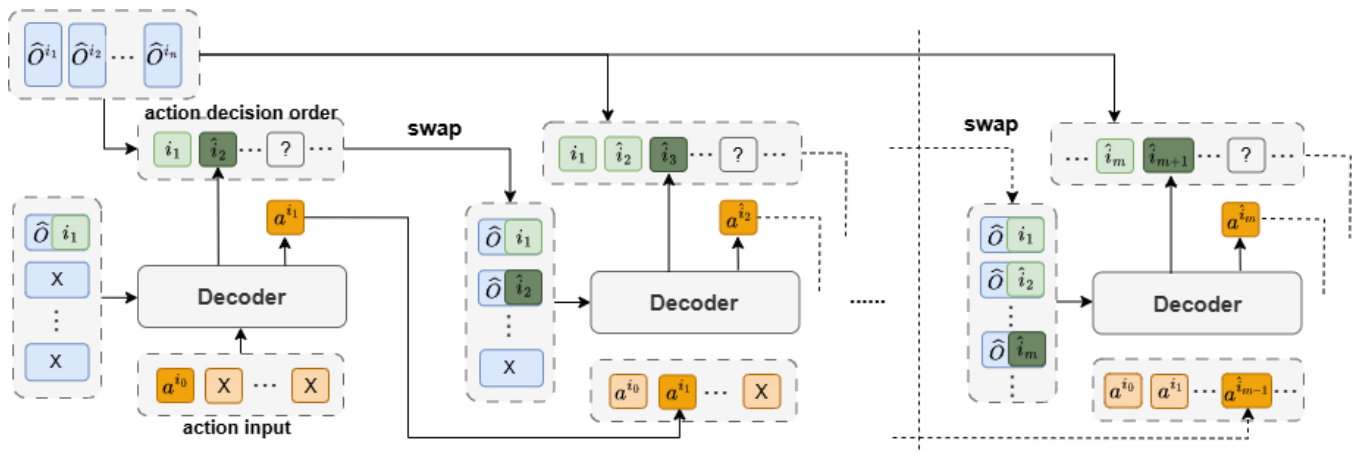 Ô^{i_1} Ô^{i_2} ⋯ Ô^{i_n}
action decision order
i_1 î_2 ⋯ ? ⋯
swap
i_1 î_2 î_3 ⋯ ? ⋯
swap
⋯ î_m î_{m+1} ⋯ ? ⋯
Ô i_1
X
⋮
X
a^{i_1}
Decoder
a^{i_0} X ⋯ X
action input
Ô i_1
Ô î_2
⋮
X
a^{î_2}
Decoder
a^{i_0} a^{i_1} ⋯ X
......
Ô i_1
Ô î_2
⋮
Ô î_m
⋮
a^{î_m}
Decoder
a^{i_0} a^{i_1} ⋯ a^{î_{m-1}} ⋯